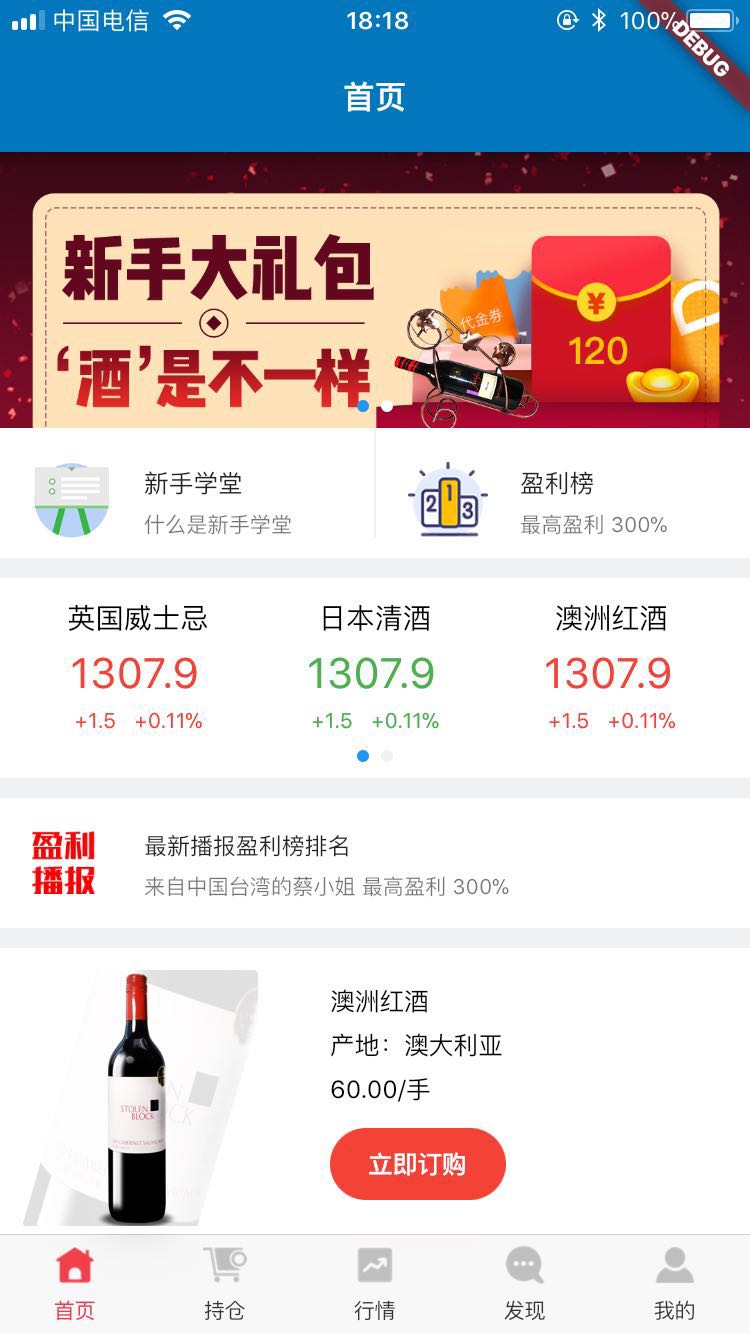 中国电信
18:18
100%
DEBUG
首页
新手大礼包
‘酒’是不一样
代金券
¥
120
新手学堂
什么是新手学堂
2 1 3
盈利榜
最高盈利 300%
英国威士忌
日本清酒
澳洲红酒
1307.9
1307.9
1307.9
+1.5 +0.11%
+1.5 +0.11%
+1.5 +0.11%
盈利
播报
最新播报盈利榜排名
来自中国台湾的蔡小姐 最高盈利 300%
澳洲红酒
产地：澳大利亚
60.00/手
立即订购
STOLEN
BLOCK
首页
持仓
行情
发现
我的